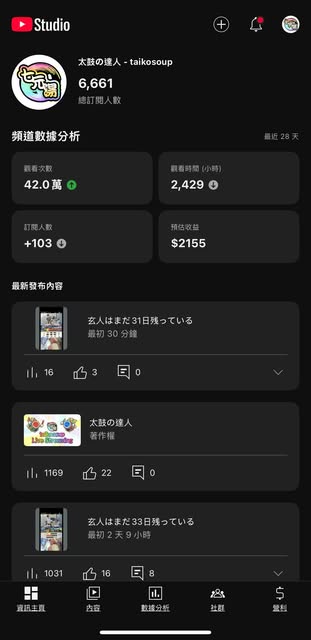 Studio
太鼓の達人 - taikosoup
6,661
總訂閱人數
頻道數據分析
最近 28 天
觀看次數
42.0 萬
觀看時間 (小時)
2,429
訂閱人數
+103
預估收益
$2155
最新發布內容
玄人はまだ31日残っている
最初 30 分鐘
16 3 0
太鼓の達人
著作權
1169 22 0
玄人はまだ33日残っている
最初 2 天 9 小時
1031 16 8
資訊主頁
內容
數據分析
社群
營利